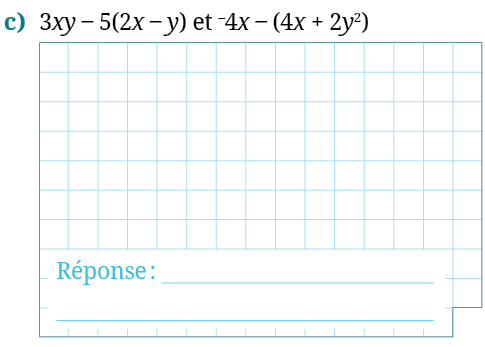 c) 3xy − 5(2x − y) et ⁻4x − (4x + 2y²)
Réponse :